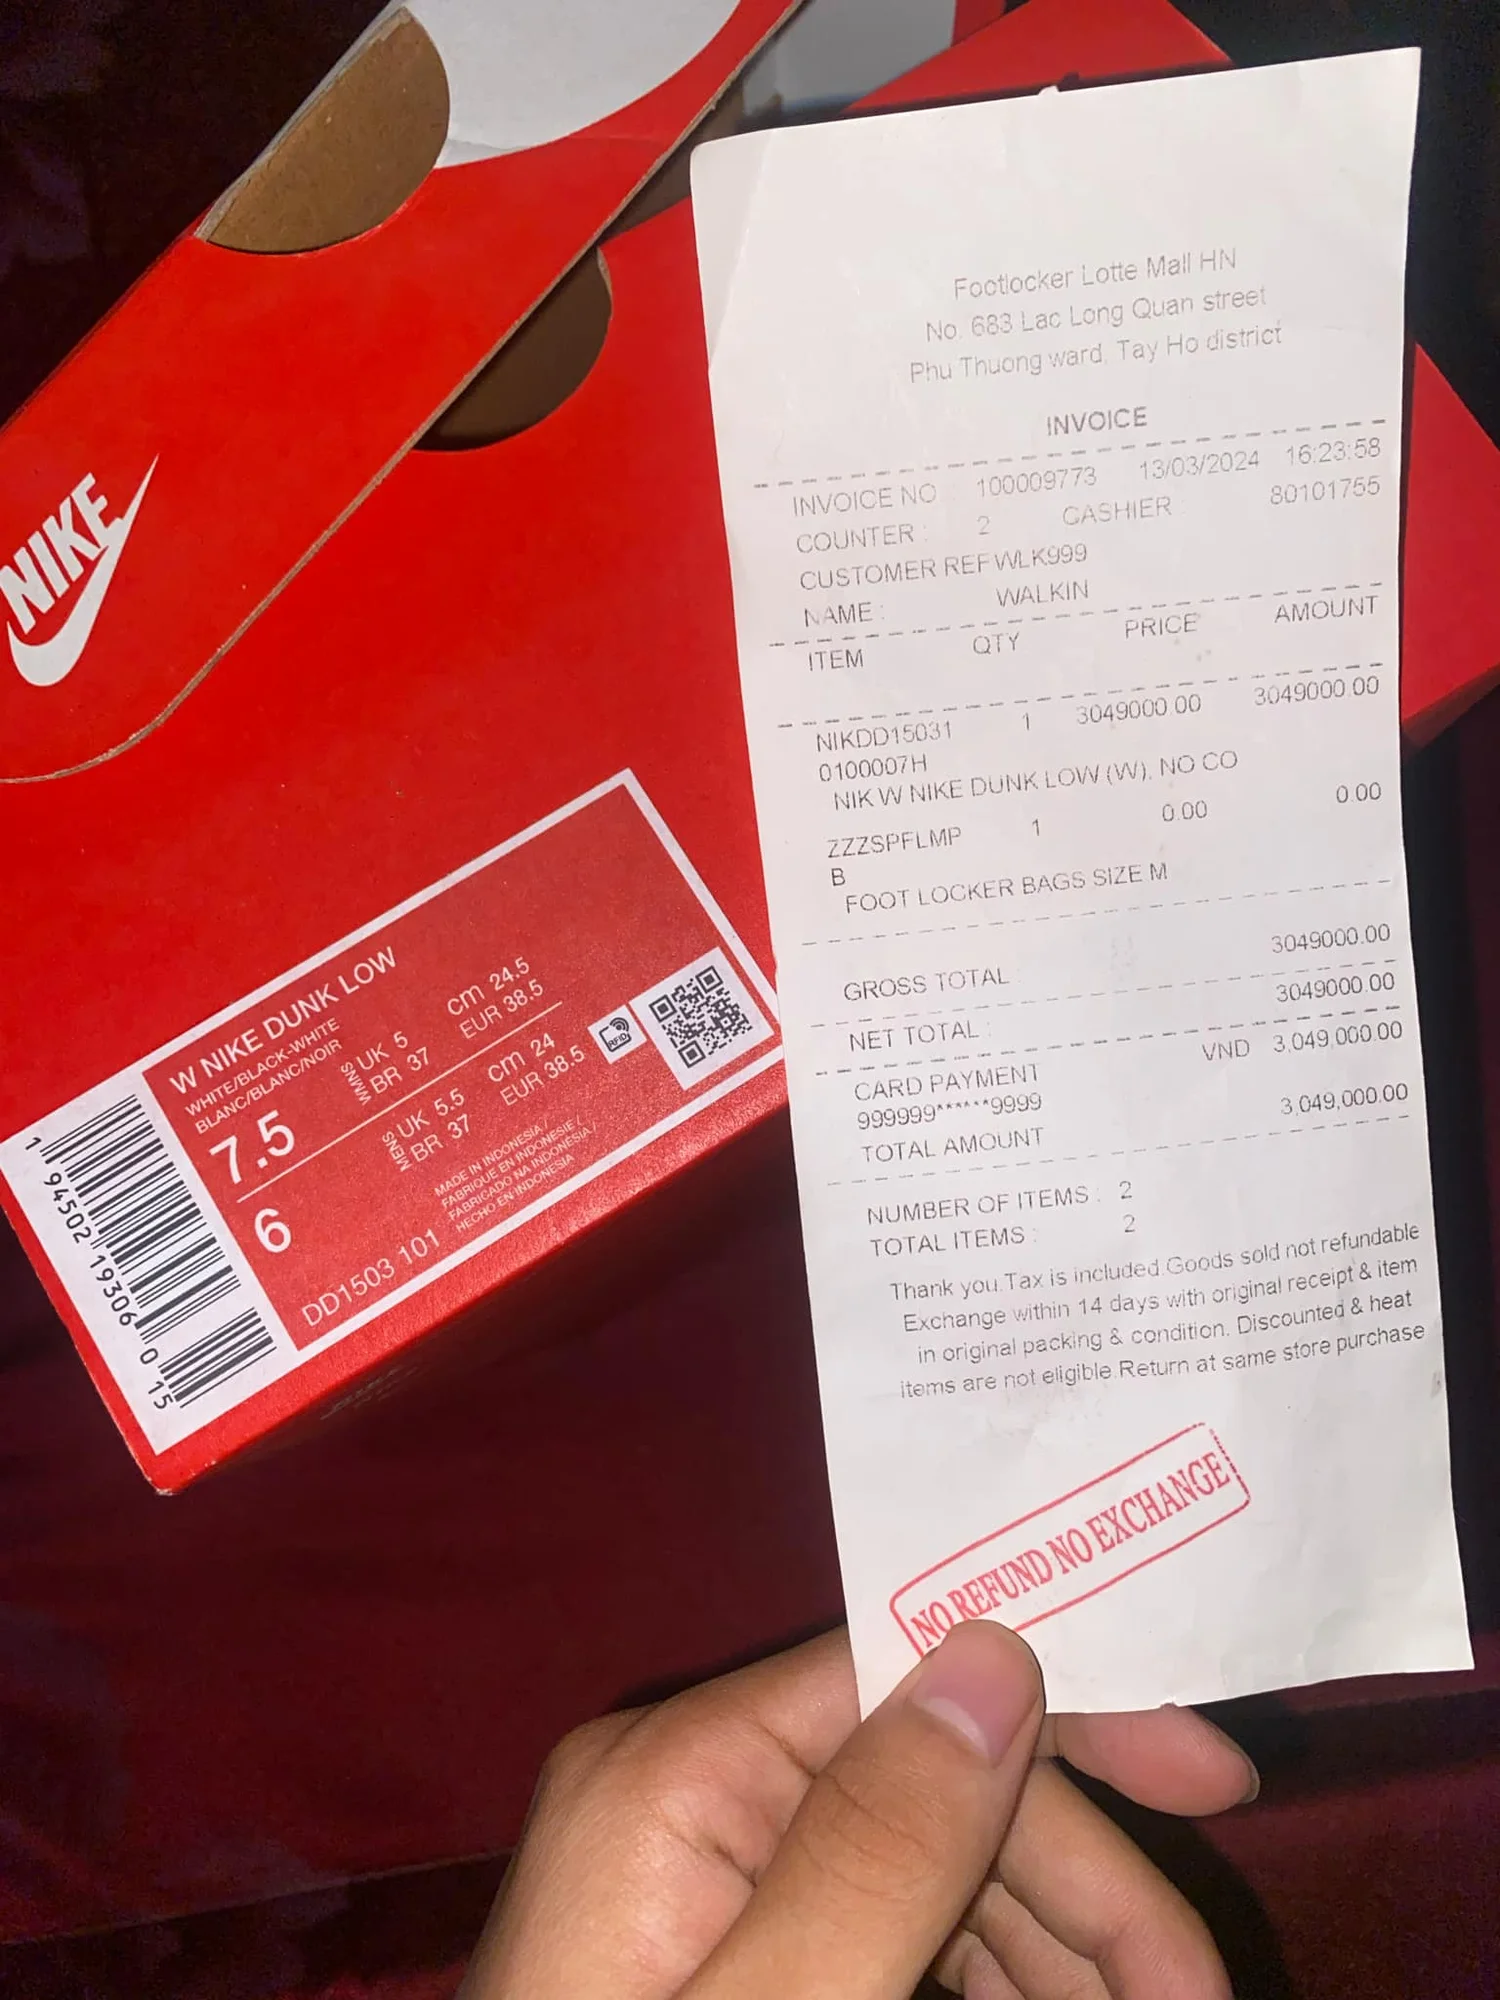 NIKE
W NIKE DUNK LOW
WHITE/BLACK-WHITE
BLANC/BLANC/NOIR
7.5
WMNS
UK 5
BR 37
cm 24.5
EUR 38.5
6
MENS
UK 5.5
BR 37
cm 24
EUR 38.5
RFID
MADE IN INDONESIA /
FABRIQUE EN INDONESIE /
FABRICADO NA INDONESIA /
HECHO EN INDONESIA
DD1503 101
1 94502 19306 0 15
Footlocker Lotte Mall HN
No. 683 Lac Long Quan street
Phu Thuong ward, Tay Ho district
INVOICE
INVOICE NO : 100009773 13/03/2024 16:23:58
COUNTER : 2 CASHIER : 80101755
CUSTOMER REF WLK999
NAME : WALKIN
ITEM QTY PRICE AMOUNT
NIKDD15031 1 3049000.00 3049000.00
0100007H
NIK W NIKE DUNK LOW (W), NO CO
ZZZSPFLMP 1 0.00 0.00
B
FOOT LOCKER BAGS SIZE M
GROSS TOTAL : 3049000.00
NET TOTAL : 3049000.00
CARD PAYMENT VND 3,049,000.00
999999******9999
TOTAL AMOUNT 3,049,000.00
NUMBER OF ITEMS : 2
TOTAL ITEMS : 2
Thank you.Tax is included.Goods sold not refundable
Exchange within 14 days with original receipt & item
in original packing & condition. Discounted & heat
items are not eligible.Return at same store purchase
NO REFUND NO EXCHANGE